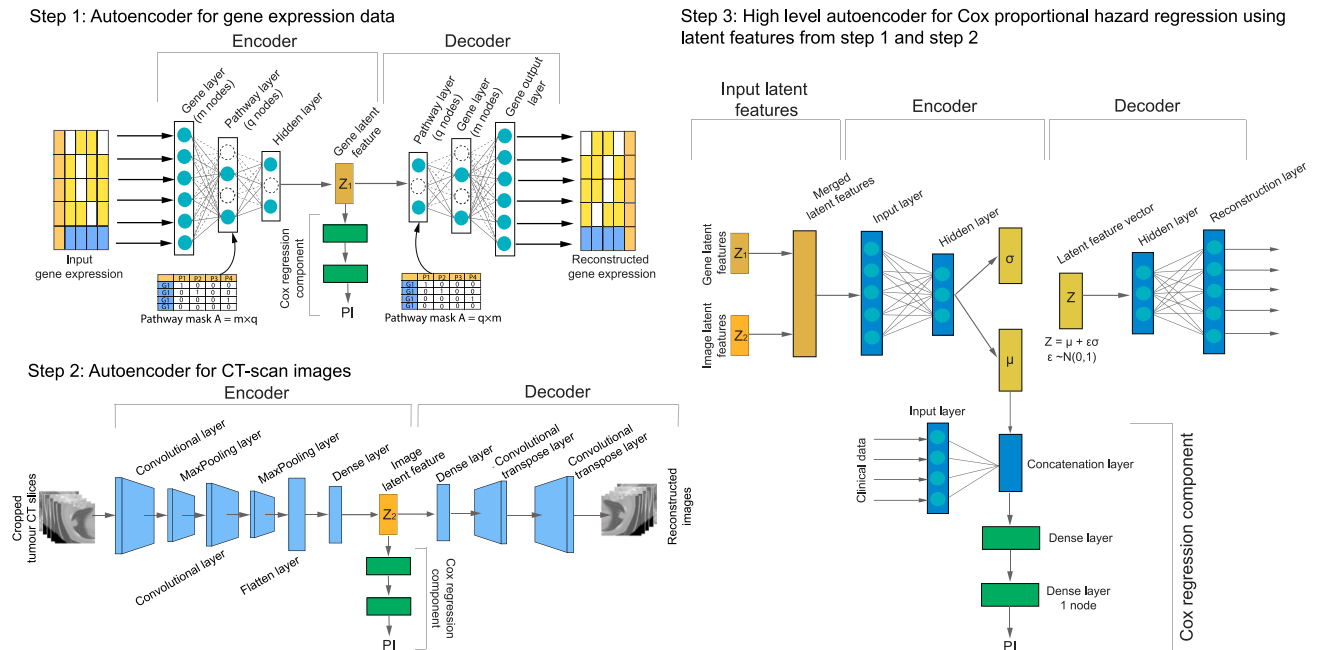 Step 1: Autoencoder for gene expression data
Encoder
Decoder
Gene layer
(m nodes)
Pathway layer
(q nodes)
Hidden layer
Gene latent
feature
Pathway layer
(q nodes)
Gene layer
(m nodes)
Gene output
layer
Z1
Input
gene expression
Reconstructed
gene expression
Cox regression
component
PI
P1 P2 P3 P4
G1 1 0 0 0
G1 0 1 0 0
G1 0 0 0 1
G1 0 0 0 0
Pathway mask A = m×q
P1 P2 P3 P4
G1 1 0 0 0
G1 0 1 0 0
G1 0 0 0 1
G1 0 0 0 0
Pathway mask A = q×m
Step 2: Autoencoder for CT-scan images
Encoder
Decoder
Convolutional layer
MaxPooling layer
MaxPooling layer
Dense layer
Image
latent feature
Dense layer
Convolutional
transpose layer
Convolutional
transpose layer
Cropped
tumour CT slices
Z2
Reconstructed
images
Convolutional layer
Flatten layer
Cox regression
component
PI
Step 3: High level autoencoder for Cox proportional hazard regression using
latent features from step 1 and step 2
Input latent
features
Encoder
Decoder
Merged
latent features
Input layer
Hidden layer
Latent feature vector
Hidden layer
Reconstruction layer
Gene latent
features
Z1
Image latent
features
Z2
σ
μ
Z
Z = μ + εσ
ε ~N(0,1)
Input layer
Clinical data
Concatenation layer
Dense layer
Dense layer
1 node
PI
Cox regression component